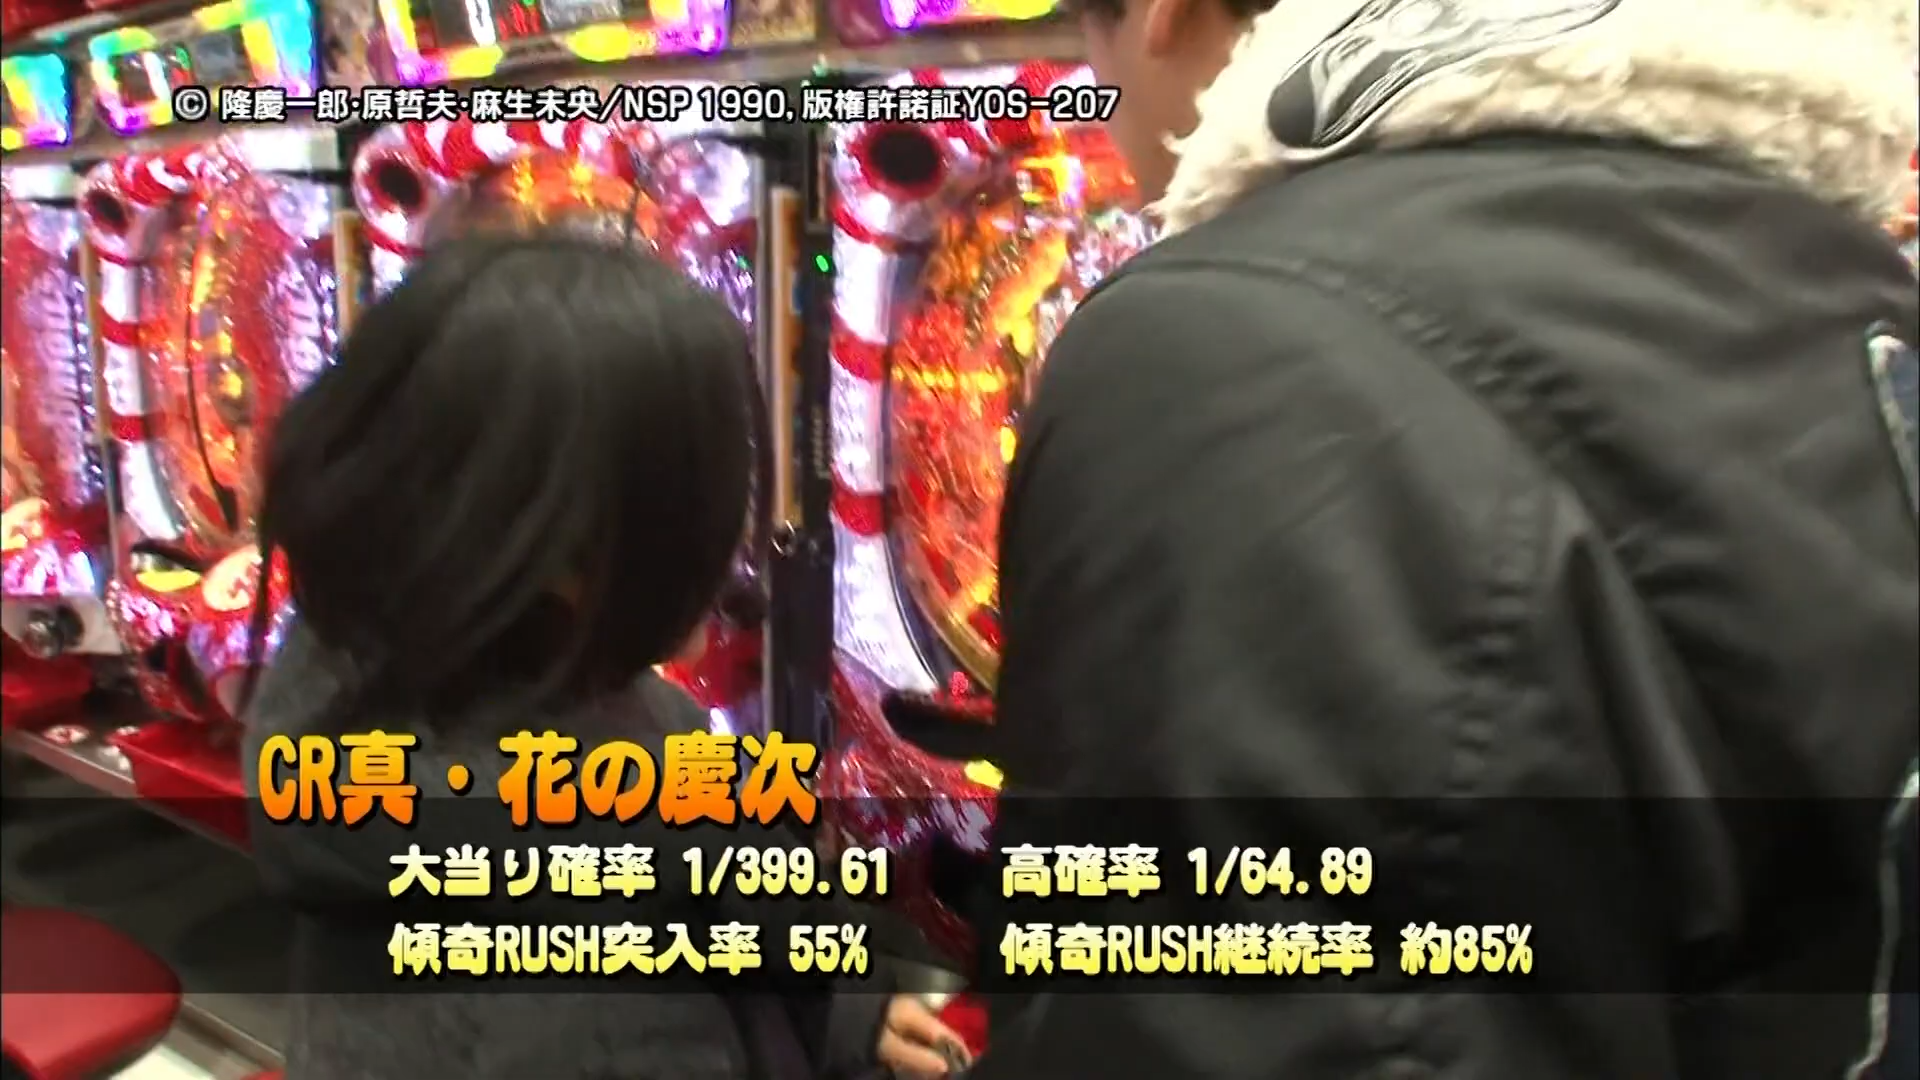 © 隆慶一郎・原哲夫・麻生未央/NSP 1990, 版権許諾証YOS-207
CR真・花の慶次
大当り確率 1/399.61
高確率 1/64.89
傾奇RUSH突入率 55%
傾奇RUSH継続率 約85%